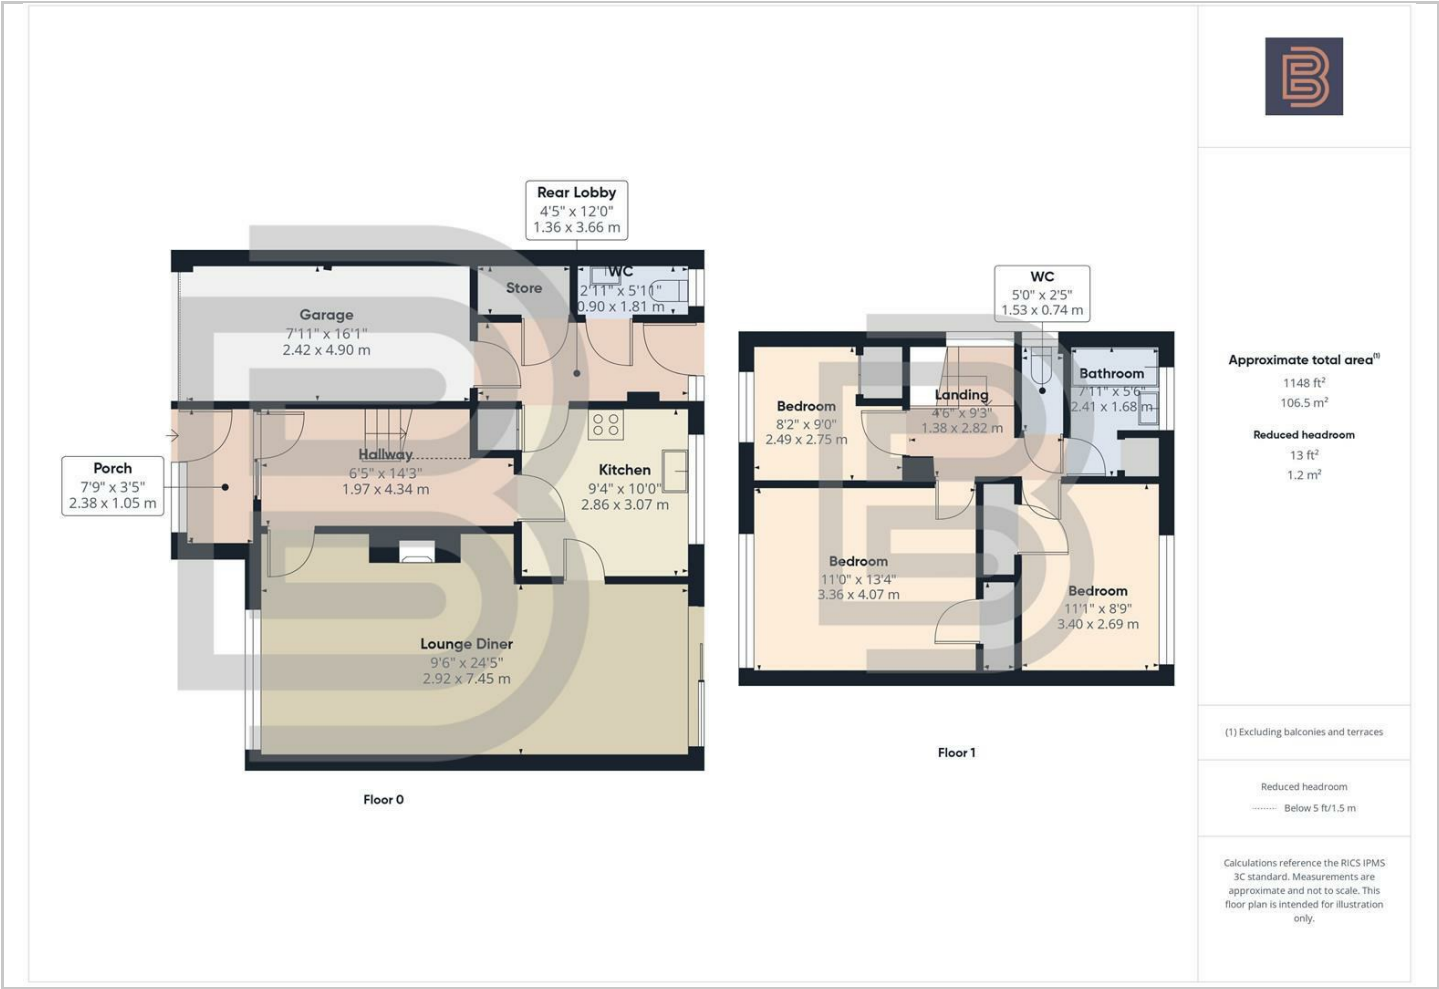 Rear Lobby
4'5" x 12'0"
1.36 x 3.66 m
WC
2'11" x 5'11"
0.90 x 1.81 m
Store
Garage
7'11" x 16'1"
2.42 x 4.90 m
Porch
7'9" x 3'5"
2.38 x 1.05 m
Hallway
6'5" x 14'3"
1.97 x 4.34 m
Kitchen
9'4" x 10'0"
2.86 x 3.07 m
Lounge Diner
9'6" x 24'5"
2.92 x 7.45 m
Floor 0
WC
5'0" x 2'5"
1.53 x 0.74 m
Bathroom
7'11" x 5'6"
2.41 x 1.68 m
Landing
4'6" x 9'3"
1.38 x 2.82 m
Bedroom
8'2" x 9'0"
2.49 x 2.75 m
Bedroom
11'0" x 13'4"
3.36 x 4.07 m
Bedroom
11'1" x 8'9"
3.40 x 2.69 m
Floor 1
B
Approximate total area(1)
1148 ft²
106.5 m²
Reduced headroom
13 ft²
1.2 m²
(1) Excluding balconies and terraces
Reduced headroom
Below 5 ft/1.5 m
Calculations reference the RICS IPMS
3C standard. Measurements are
approximate and not to scale. This
floor plan is intended for illustration
only.